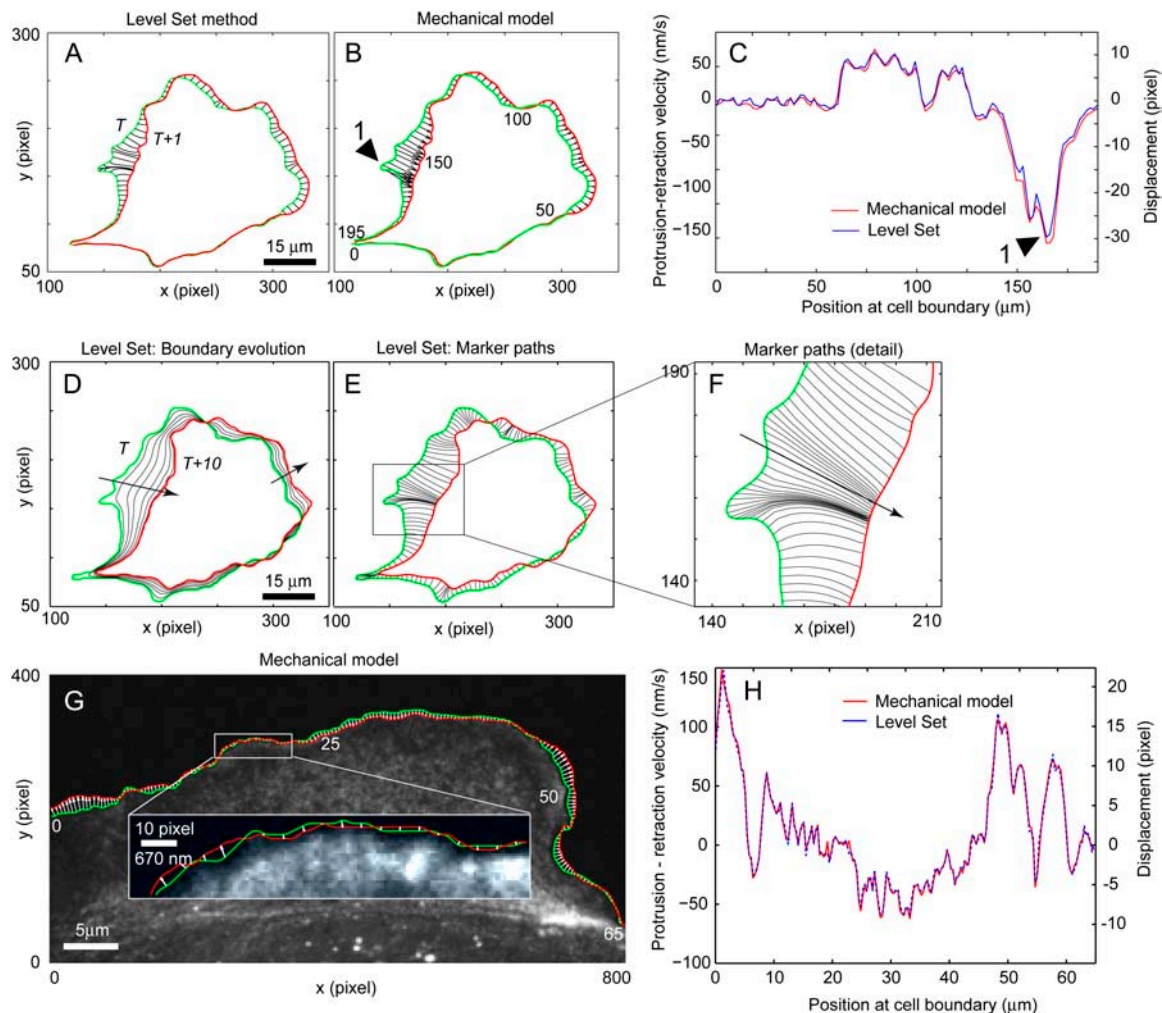 Level Set method
A
300
50
y (pixel)
T
T+1
15 μm
100
300
x (pixel)
Mechanical model
B
1
100
150
50
195
0
15 μm
100
300
x (pixel)
C
Protrusion-retraction velocity (nm/s)
50
0
−50
−100
−150
Displacement (pixel)
10
0
−10
−20
−30
Mechanical model
Level Set
1
0
50
100
150
Position at cell boundary (μm)
Level Set: Boundary evolution
D
300
50
y (pixel)
T
T+10
15 μm
100
300
x (pixel)
Level Set: Marker paths
E
100
300
x (pixel)
Marker paths (detail)
F
190
140
140
210
x (pixel)
Mechanical model
G
400
0
y (pixel)
0
25
50
65
10 pixel
670 nm
5μm
0
800
x (pixel)
H
Protrusion - retraction velocity (nm/s)
150
100
50
0
−50
−100
Displacement (pixel)
20
15
10
5
0
−5
−10
Mechanical model
Level Set
0
10
20
30
40
50
60
Position at cell boundary (μm)